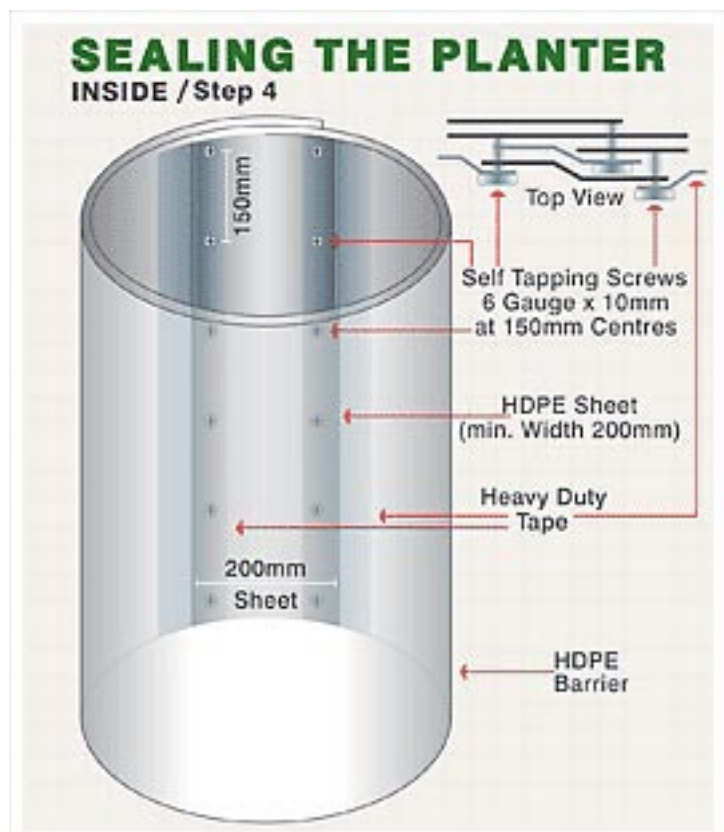 SEALING THE PLANTER
INSIDE / Step 4
150mm
Top View
Self Tapping Screws
6 Gauge x 10mm
at 150mm Centres
HDPE Sheet
(min. Width 200mm)
Heavy Duty
Tape
200mm
Sheet
HDPE
Barrier